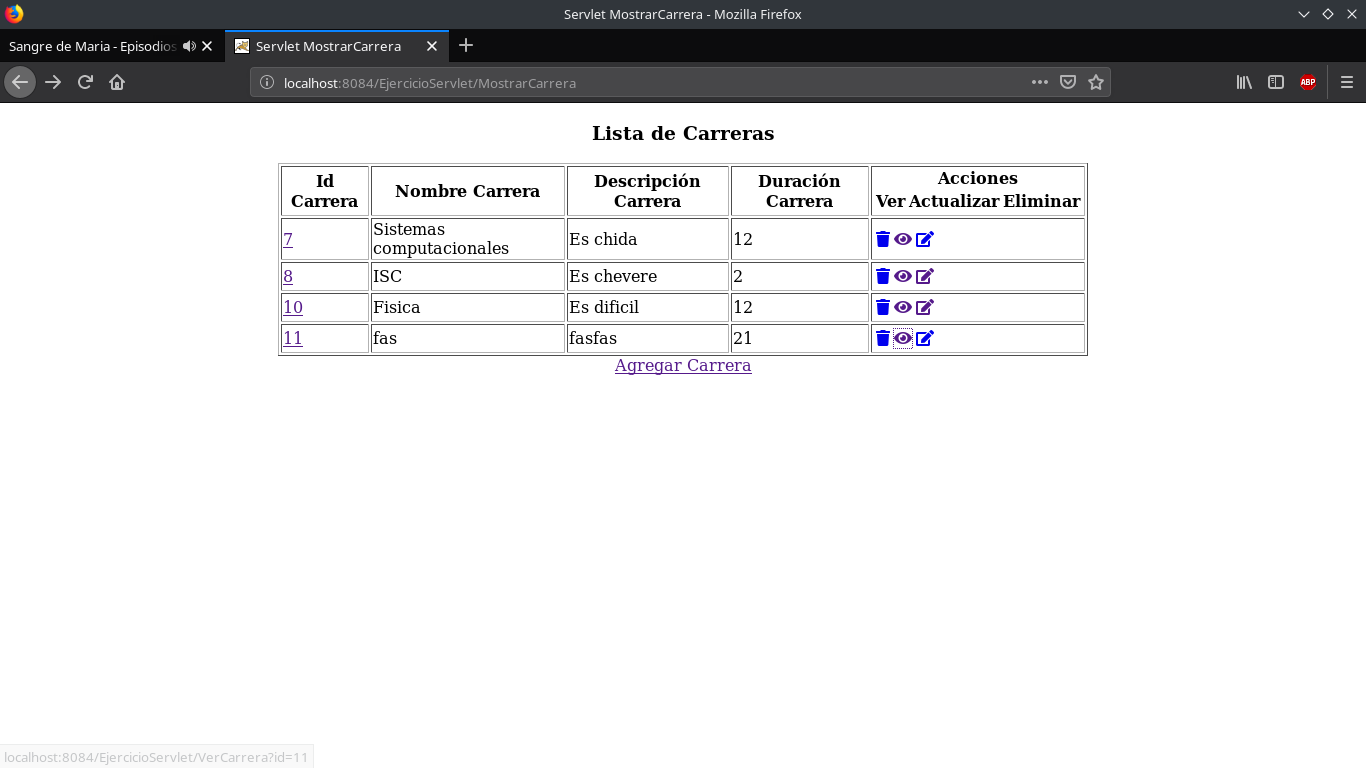 Servlet MostrarCarrera - Mozilla Firefox
Sangre de Maria - Episodios
Servlet MostrarCarrera
localhost:8084/EjercicioServlet/MostrarCarrera
ABP
Lista de Carreras
Id Carrera
Nombre Carrera
Descripción Carrera
Duración Carrera
Acciones
Ver Actualizar Eliminar
7 Sistemas computacionales Es chida 12
8 ISC Es chevere 2
10 Fisica Es dificil 12
11 fas fasfas 21
Agregar Carrera
localhost:8084/EjercicioServlet/VerCarrera?id=11